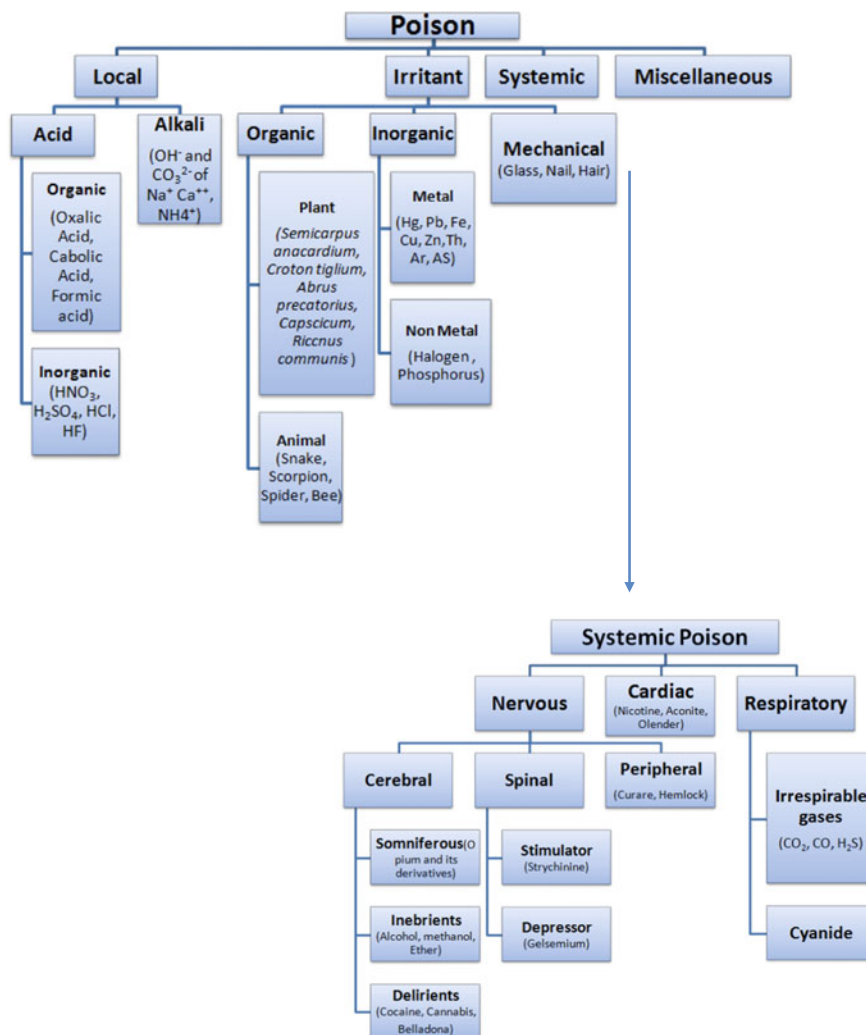 Poison
Local
Irritant
Systemic
Miscellaneous
Acid
Alkali
(OH⁻ and
CO₃²⁻ of
Na⁺ Ca⁺⁺,
NH4⁺)
Organic
Inorganic
Mechanical
(Glass, Nail, Hair)
Organic
(Oxalic
Acid,
Cabolic
Acid,
Formic
acid)
Inorganic
(HNO₃,
H₂SO₄, HCl,
HF)
Plant
(Semicarpus
anacardium,
Croton tiglium,
Abrus
precatorius,
Capscicum,
Riccnus
communis )
Animal
(Snake,
Scorpion,
Spider, Bee)
Metal
(Hg, Pb, Fe,
Cu, Zn,Th,
Ar, AS)
Non Metal
(Halogen ,
Phosphorus)
Systemic Poison
Nervous
Cardiac
(Nicotine, Aconite,
Olender)
Respiratory
Cerebral
Spinal
Peripheral
(Curare, Hemlock)
Somniferous(O
pium and its
derivatives)
Inebrients
(Alcohol, methanol,
Ether)
Delirients
(Cocaine, Cannabis,
Belladona)
Stimulator
(Strychinine)
Depressor
(Gelsemium)
Irrespirable
gases
(CO₂, CO, H₂S)
Cyanide